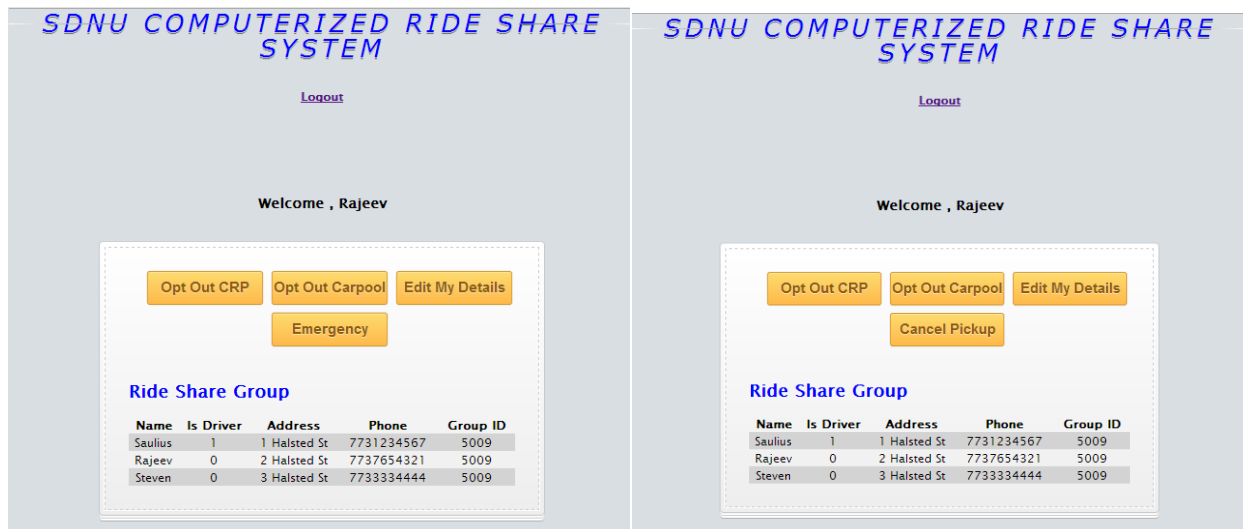 SDNU COMPUTERIZED RIDE SHARE
SYSTEM
Logout
Welcome , Rajeev
Opt Out CRP Opt Out Carpool Edit My Details
Emergency
Ride Share Group
Name Is Driver Address Phone Group ID
Saulius 1 1 Halsted St 7731234567 5009
Rajeev 0 2 Halsted St 7737654321 5009
Steven 0 3 Halsted St 7733334444 5009
SDNU COMPUTERIZED RIDE SHARE
SYSTEM
Logout
Welcome , Rajeev
Opt Out CRP Opt Out Carpool Edit My Details
Cancel Pickup
Ride Share Group
Name Is Driver Address Phone Group ID
Saulius 1 1 Halsted St 7731234567 5009
Rajeev 0 2 Halsted St 7737654321 5009
Steven 0 3 Halsted St 7733334444 5009